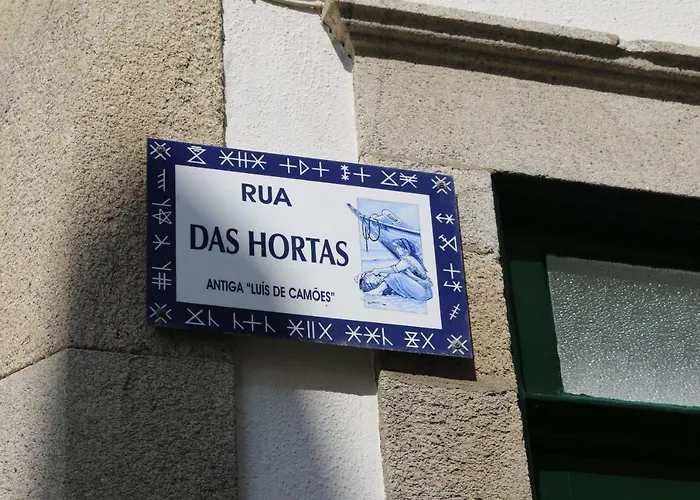 RUA
DAS HORTAS
ANTIGA "LUÍS DE CAMÕES"